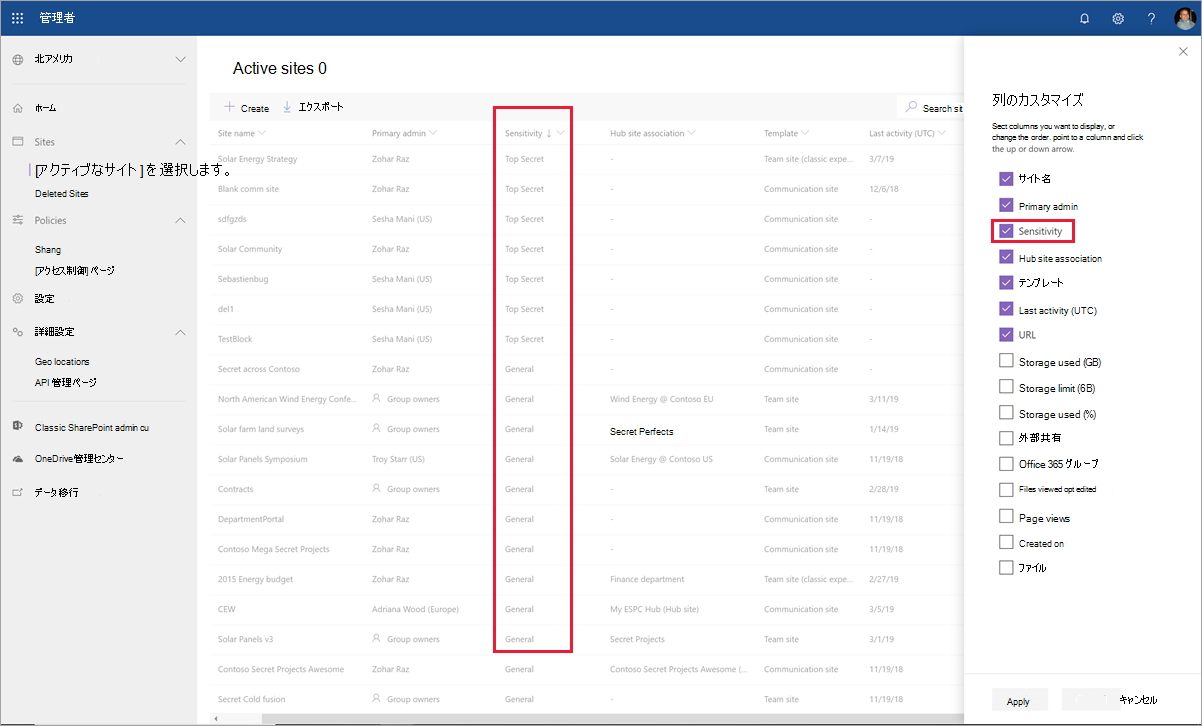 管理者
?
北アメリカ
ホーム
Sites
[アクティブなサイト] を選択します。
Deleted Sites
Policies
Shang
[アクセス制御] ページ
設定
詳細設定
Geo locations
API 管理ページ
Classic SharePoint admin cu
OneDrive管理センター
データ移行
Active sites 0
Create エクスポート Search sit
Site name Primary admin Sensitivity ↓ Hub site association Template Last activity (UTC)
Solar Energy Strategy Zohar Raz Top Secret - Team site (classic expe... 3/7/19
Blank comm site Zohar Raz Top Secret - Communication site 12/6/18
sdfgzds Sesha Mani (US) Top Secret - Communication site -
Solar Community Zohar Raz Top Secret - Communication site -
Sebastienbug Sesha Mani (US) Top Secret - Communication site -
del1 Sesha Mani (US) Top Secret - Communication site -
TestBlock Sesha Mani (US) Top Secret - Communication site -
Secret across Contoso Zohar Raz General - Communication site -
North American Wind Energy Confe... Group owners General Wind Energy @ Contoso EU Team site 3/11/19
Solar farm land surveys Group owners General Secret Perfects Team site 1/14/19
Solar Panels Symposium Troy Starr (US) General Solar Energy @ Contoso US Communication site 11/19/18
Contracts Group owners General - Team site 2/28/19
DepartmentPortal Zohar Raz General - Communication site 11/19/18
Contoso Mega Secret Projects Zohar Raz General - Communication site 11/19/18
2015 Energy budget Zohar Raz General Finance department Team site (classic expe... 2/27/19
CEW Adriana Wood (Europe) General My ESPC Hub (Hub site) Communication site 3/5/19
Solar Panels v3 Group owners General Secret Projects Team site 3/1/19
Contoso Secret Projects Awesome Zohar Raz General Contoso Secret Projects Awesome (... Communication site 11/19/18
Secret Cold fusion Group owners General - Team site 11/19/18
列のカスタマイズ
Sect columns you want to display, or
change the order. point to a column and click
the up or down arrow.
サイト名
Primary admin
Sensitivity
Hub site association
テンプレート
Last activity (UTC)
URL
Storage used (GB)
Storage limit (6B)
Storage used (%)
外部共有
Office 365 グループ
Files viewed opt edited
Page views
Created on
ファイル
Apply キャンセル